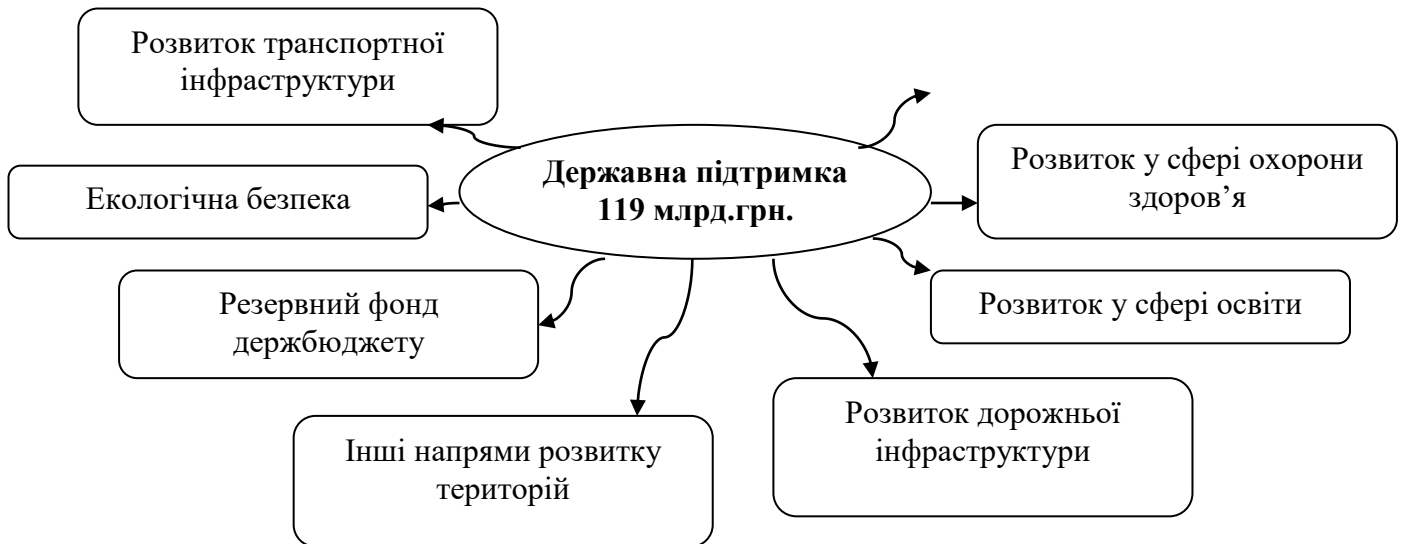 Розвиток транспортної
інфраструктури
Державна підтримка
119 млрд.грн.
Розвиток у сфері охорони
здоров’я
Екологічна безпека
Резервний фонд
держбюджету
Розвиток у сфері освіти
Інші напрями розвитку
територій
Розвиток дорожньої
інфраструктури